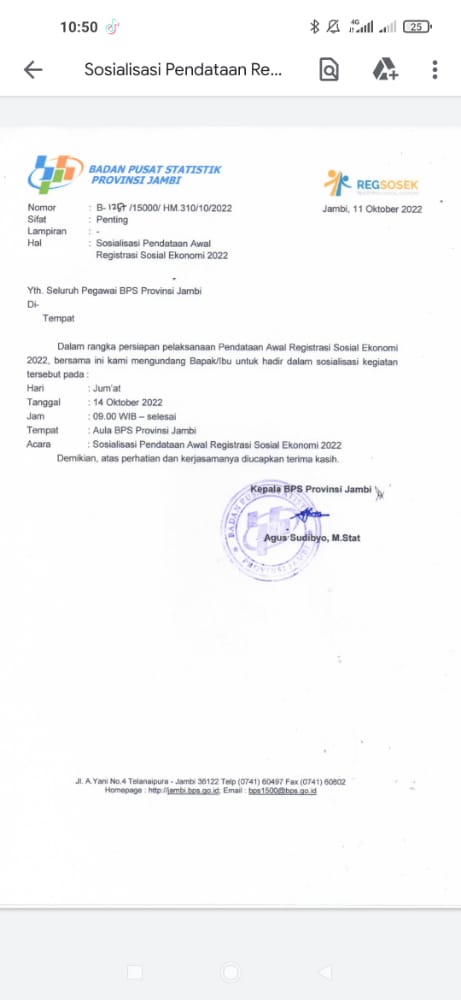 10:50
4G
25
Sosialisasi Pendataan Re...
BADAN PUSAT STATISTIK
PROVINSI JAMBI
REGSOSEK
Nomor : B- /15000/ HM.310/10/2022
Jambi, 11 Oktober 2022
Sifat : Penting
Lampiran : -
Hal : Sosialisasi Pendataan Awal
Registrasi Sosial Ekonomi 2022
Yth. Seluruh Pegawai BPS Provinsi Jambi
Di-
Tempat
Dalam rangka persiapan pelaksanaan Pendataan Awal Registrasi Sosial Ekonomi
2022, bersama ini kami mengundang Bapak/Ibu untuk hadir dalam sosialisasi kegiatan
tersebut pada :
Hari : Jum'at
Tanggal : 14 Oktober 2022
Jam : 09.00 WIB – selesai
Tempat : Aula BPS Provinsi Jambi
Acara : Sosialisasi Pendataan Awal Registrasi Sosial Ekonomi 2022
Demikian, atas perhatian dan kerjasamanya diucapkan terima kasih.
Kepala BPS Provinsi Jambi
Agus Sudibyo, M.Stat
BADAN PUSAT STATISTIK
PROVINSI JAMBI
Jl. A.Yani No.4 Telanaipura - Jambi 36122 Telp (0741) 60497 Fax (0741) 60802
Homepage : http://jambi.bps.go.id; Email : bps1500@bps.go.id